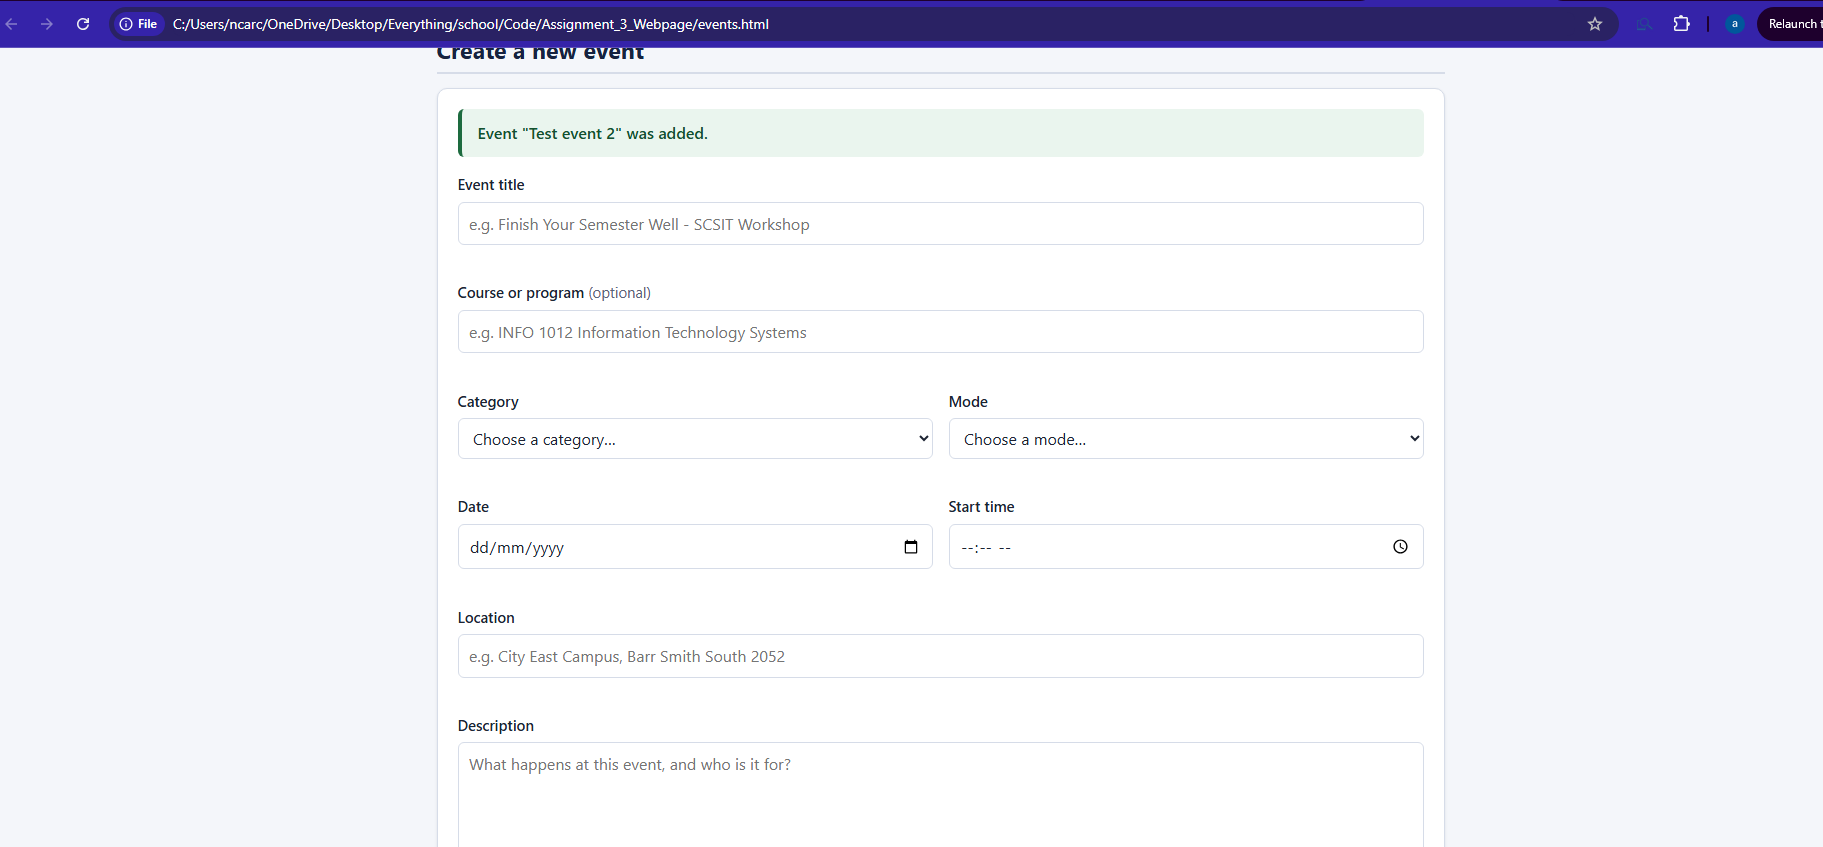 File C:/Users/ncarc/OneDrive/Desktop/Everything/school/Code/Assignment_3_Webpage/events.html
a
Relaunch t
Create a new event
Event "Test event 2" was added.
Event title
e.g. Finish Your Semester Well - SCSIT Workshop
Course or program (optional)
e.g. INFO 1012 Information Technology Systems
Category
Mode
Choose a category...
Choose a mode...
Date
Start time
dd/mm/yyyy
--:-- --
Location
e.g. City East Campus, Barr Smith South 2052
Description
What happens at this event, and who is it for?